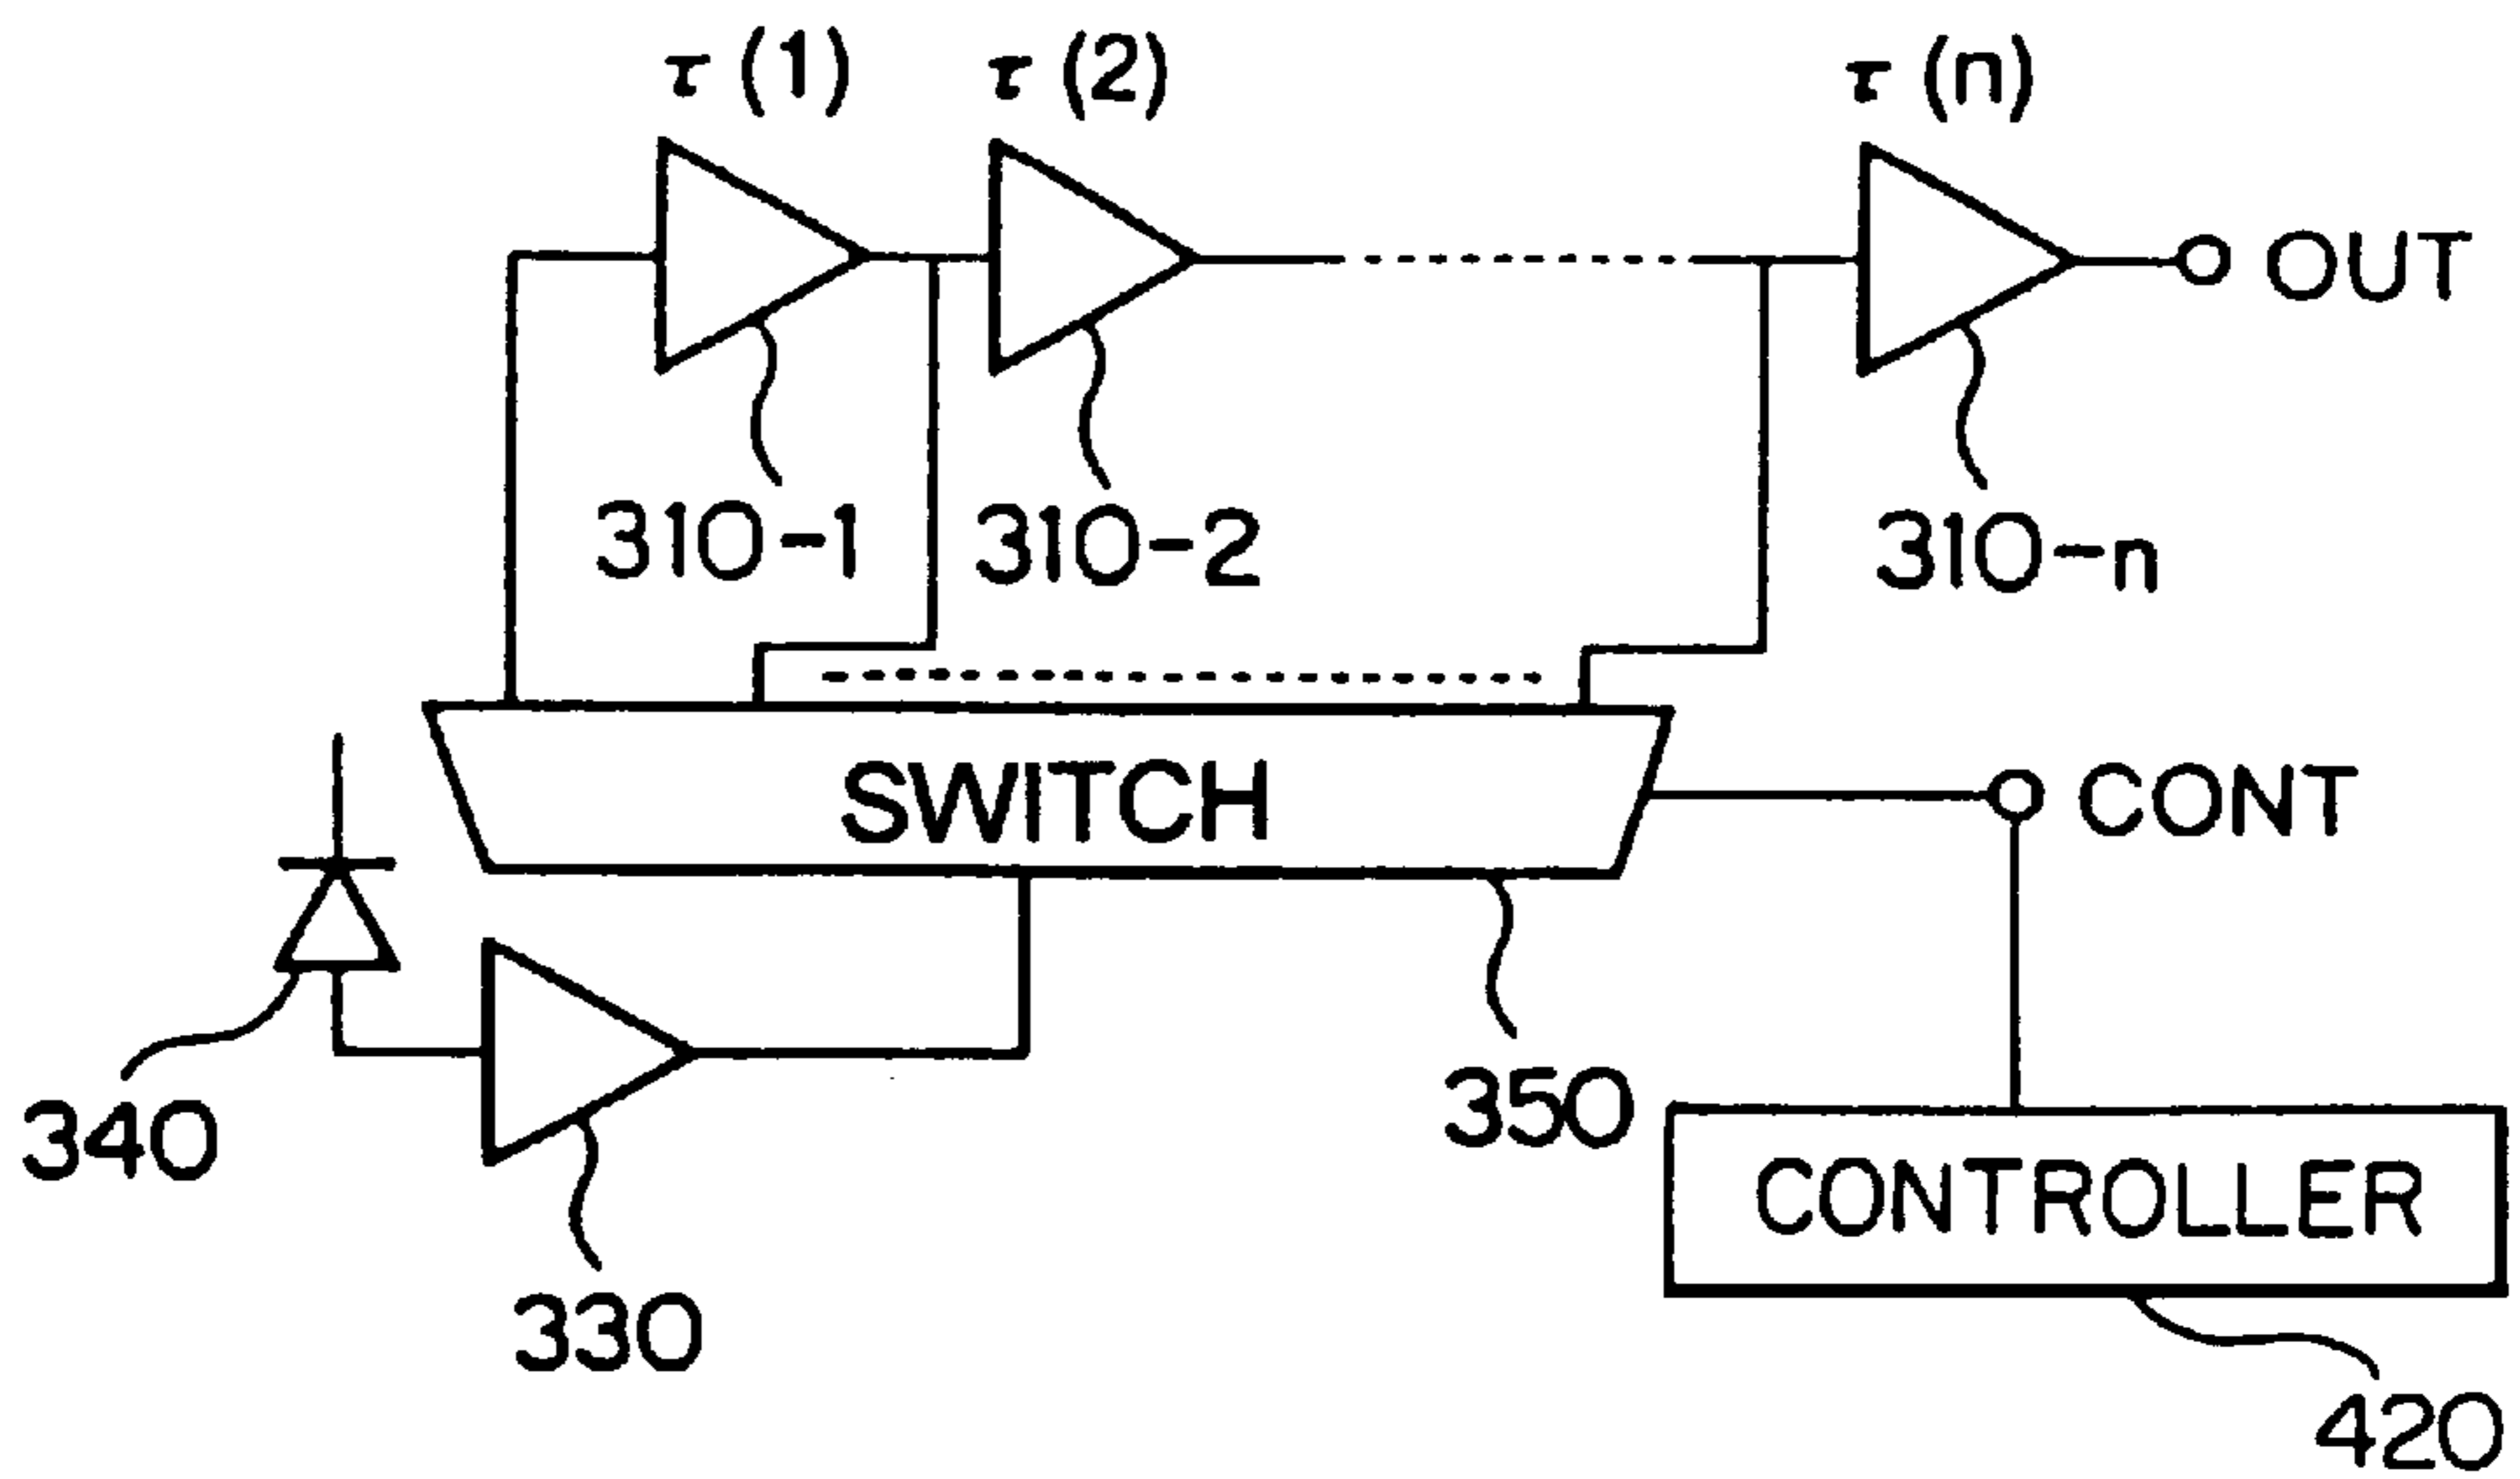 τ (1) τ (2) τ (n)
OUT
310-1 310-2 310-n
SWITCH
CONT
340
350
CONTROLLER
330
420